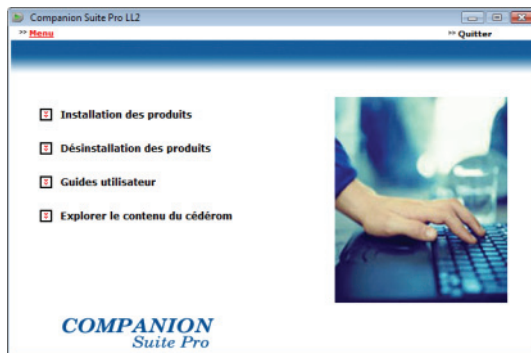 Companion Suite Pro LL2
>> Menu
>> Quitter
Installation des produits
Désinstallation des produits
Guides utilisateur
Explorer le contenu du cédérom
COMPANION
Suite Pro